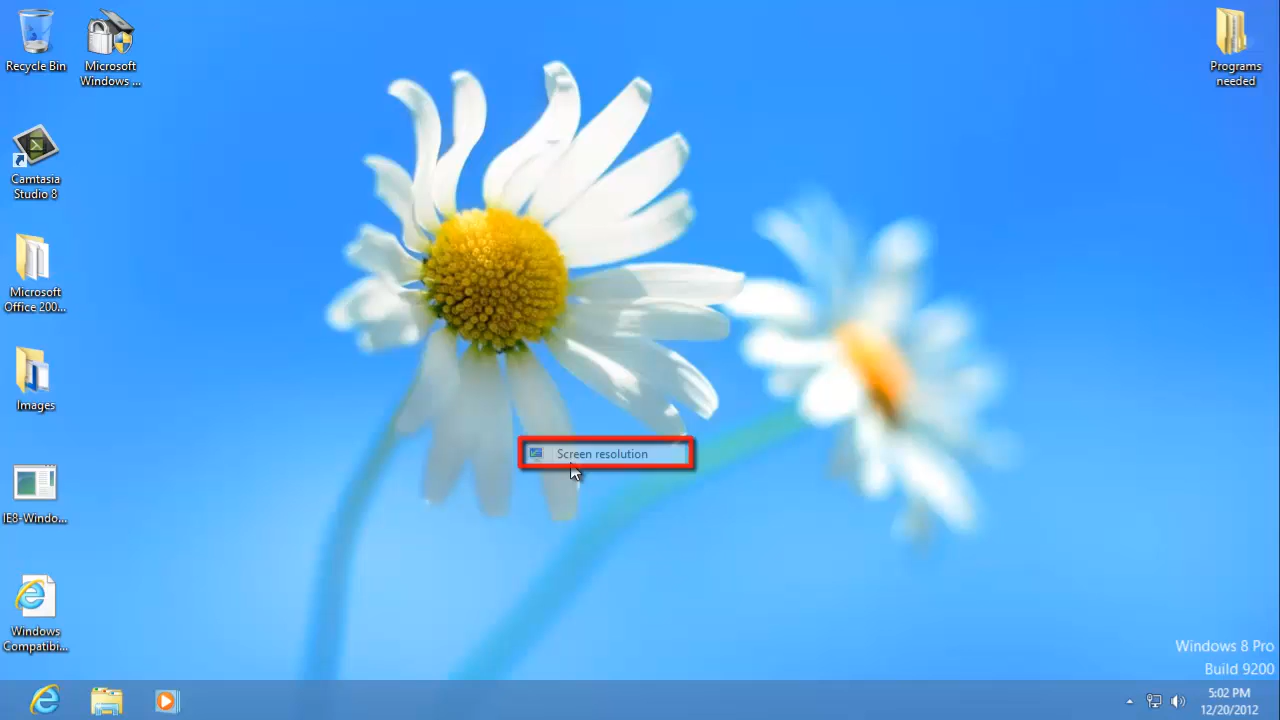 Recycle Bin
Microsoft
Windows ...
Programs
needed
Camtasia
Studio 8
Microsoft
Office 200...
Images
Screen resolution
IE8-Windo...
Windows
Compatibi...
Windows 8 Pro
Build 9200
5:02 PM
12/20/2012